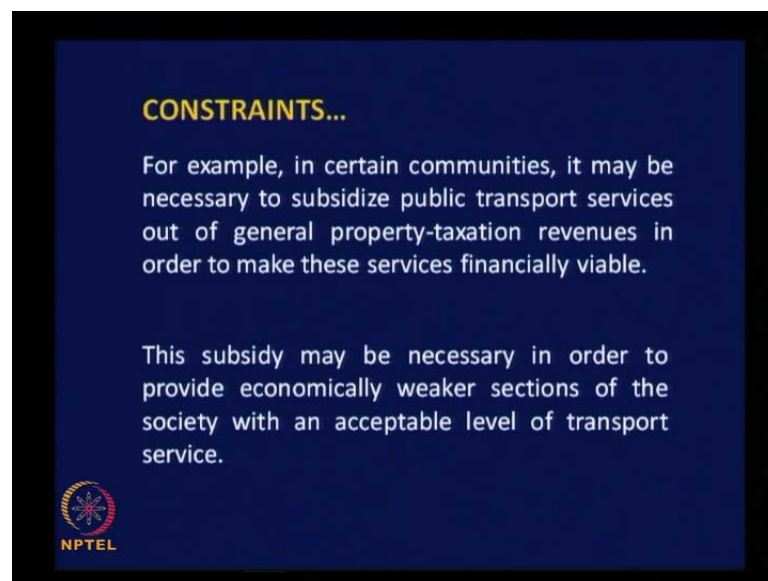 CONSTRAINTS...
For example, in certain communities, it may be
necessary to subsidize public transport services
out of general property-taxation revenues in
order to make these services financially viable.
This subsidy may be necessary in order to
provide economically weaker sections of the
society with an acceptable level of transport
service.
NPTEL